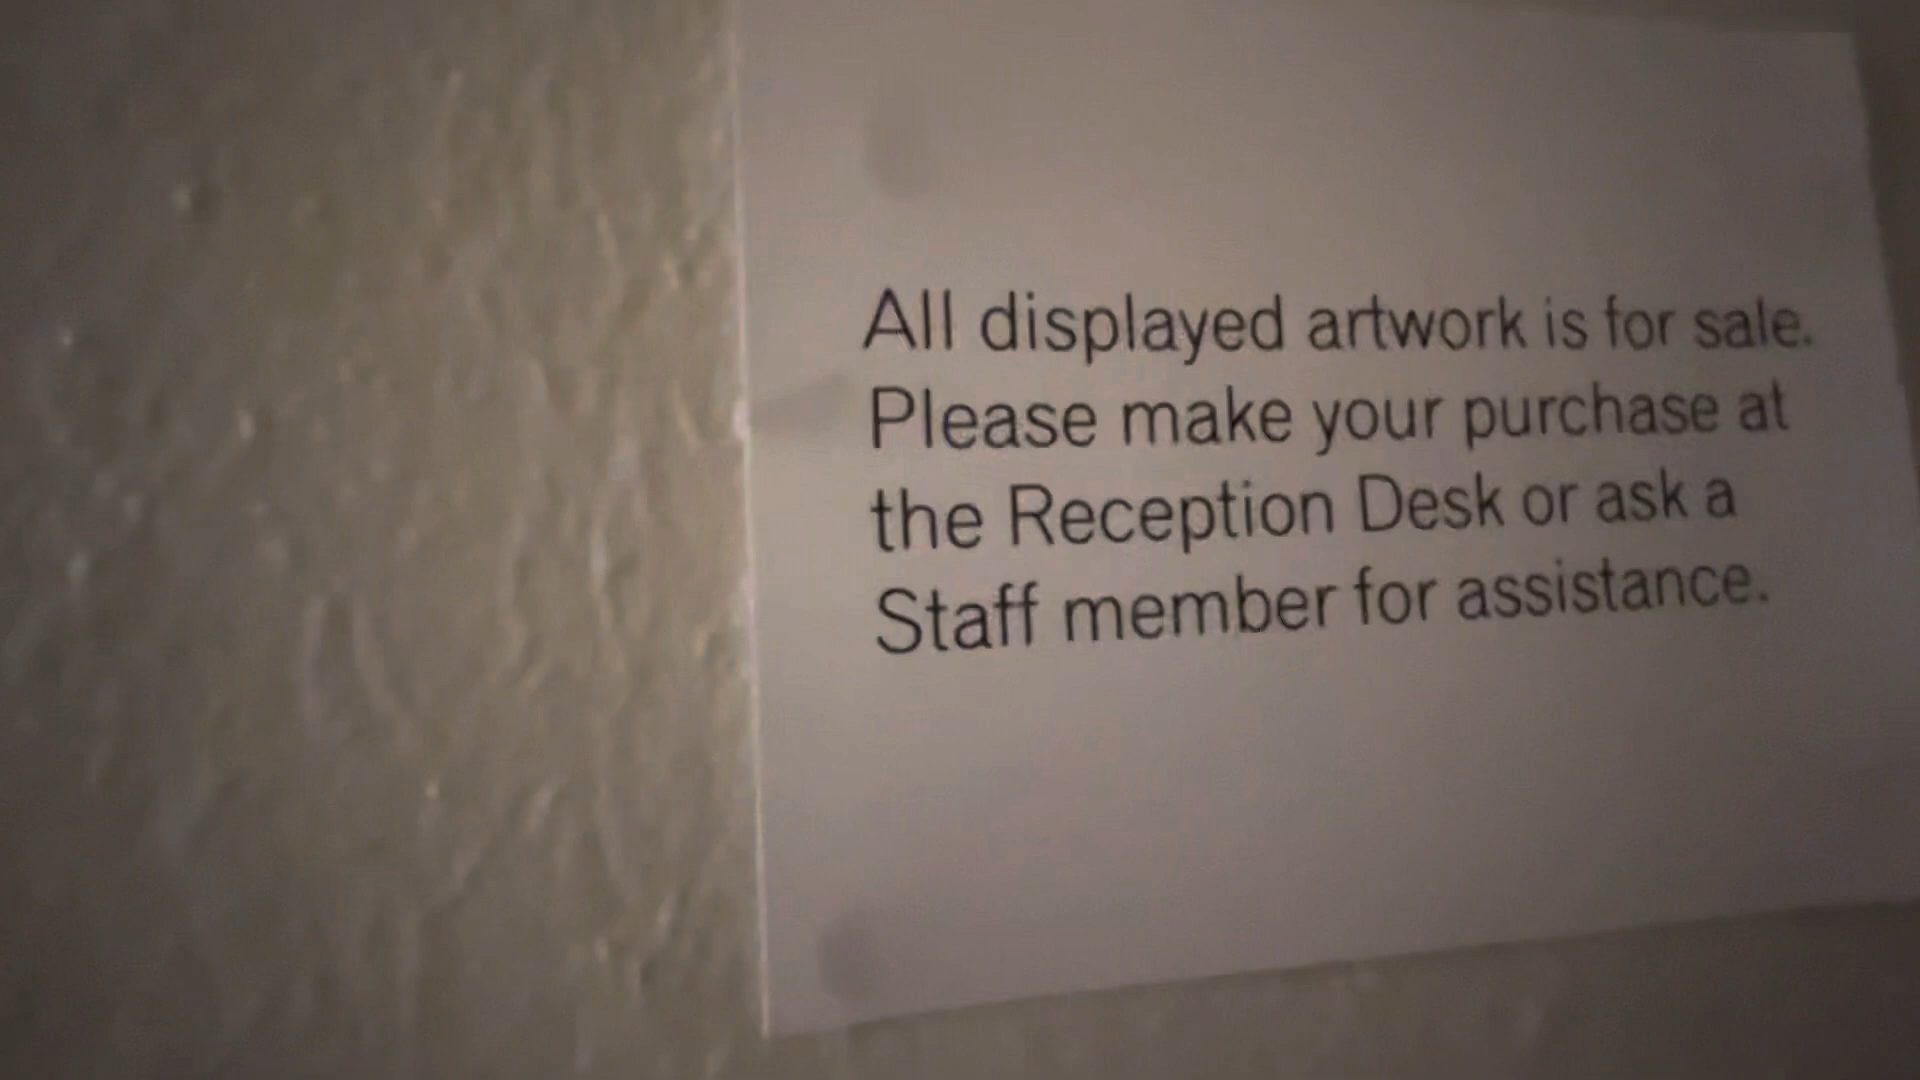 All displayed artwork is for sale.
Please make your purchase at
the Reception Desk or ask a
Staff member for assistance.